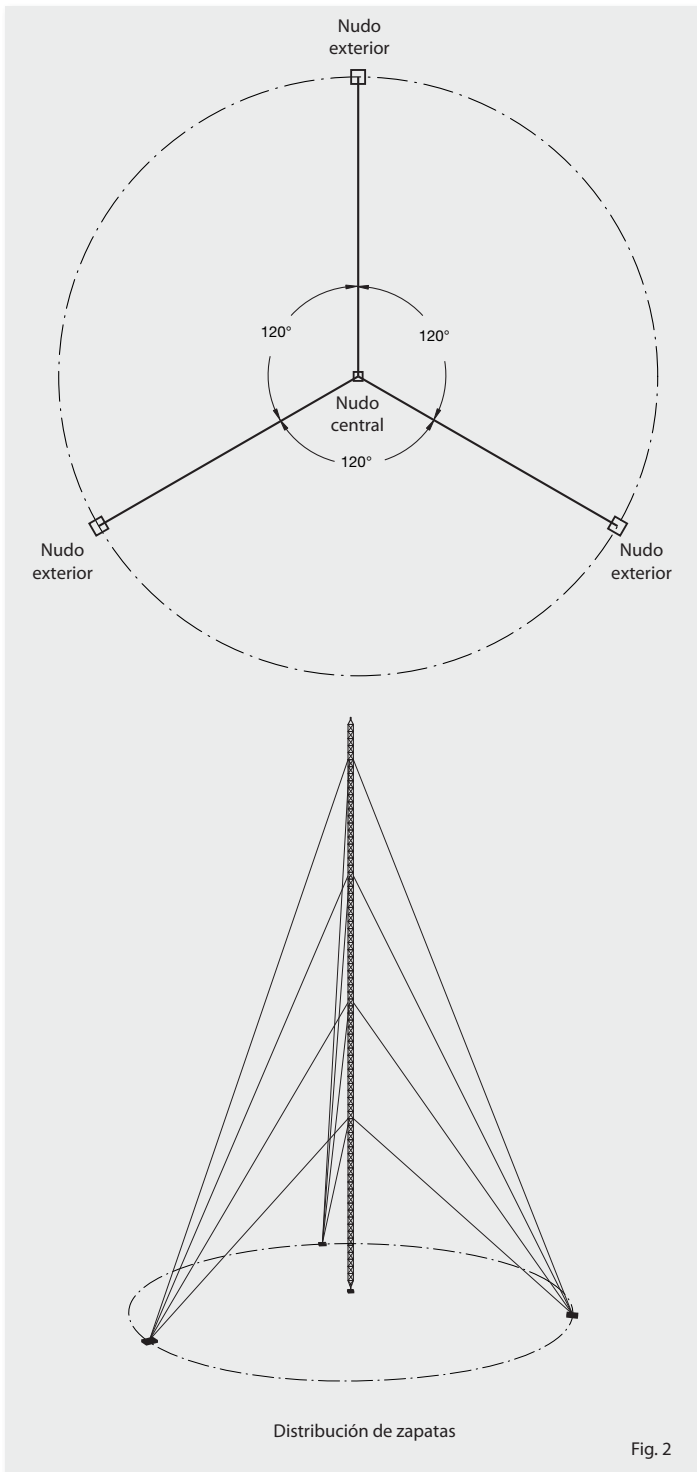 Nudo
exterior
120°
120°
Nudo
central
120°
Nudo
exterior
Nudo
exterior
Distribución de zapatas
Fig. 2